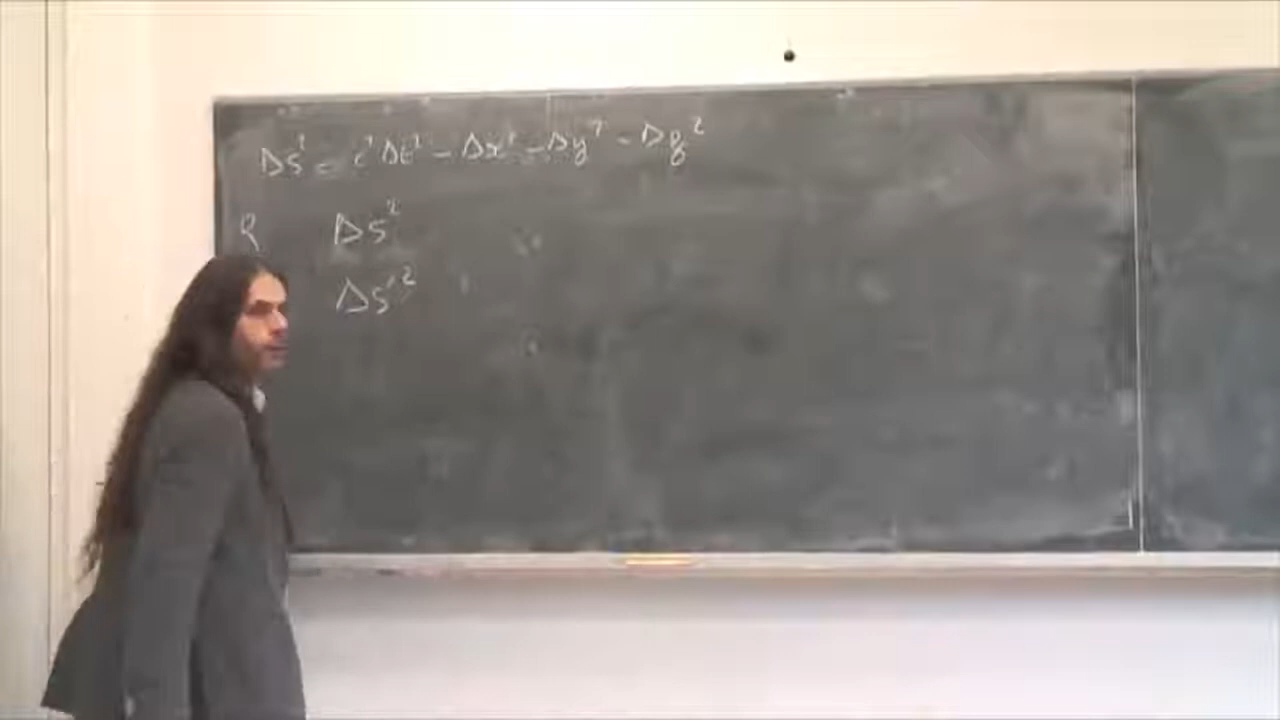 Δs² = c²Δt² - Δx² - Δy² - Δz²
R Δs²
Δs'²